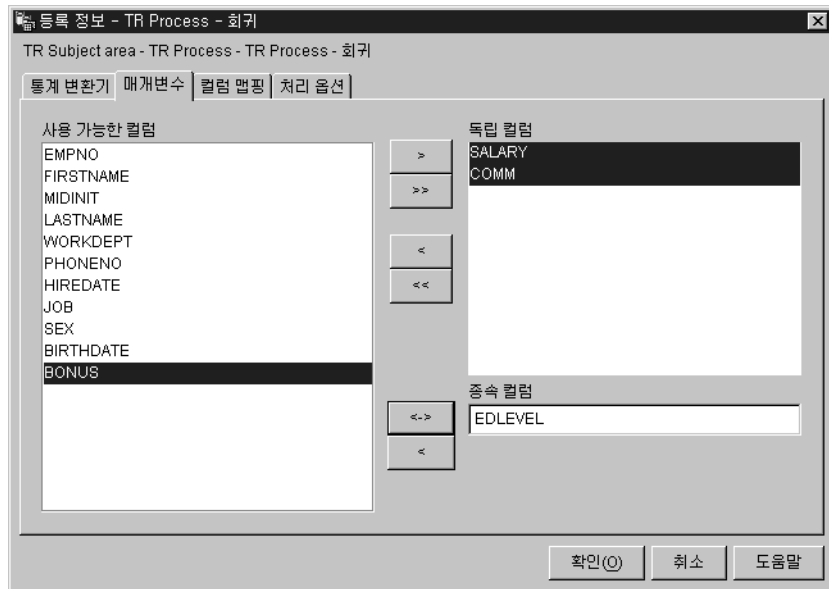 등록 정보 - TR Process - 회귀
TR Subject area - TR Process - TR Process - 회귀
통계 변환기 매개변수 컬럼 맵핑 처리 옵션
사용 가능한 컬럼
EMPNO
FIRSTNAME
MIDINIT
LASTNAME
WORKDEPT
PHONENO
HIREDATE
JOB
SEX
BIRTHDATE
BONUS
>
>>
<
<<
<->
<
독립 컬럼
SALARY
COMM
종속 컬럼
EDLEVEL
확인(O) 취소 도움말